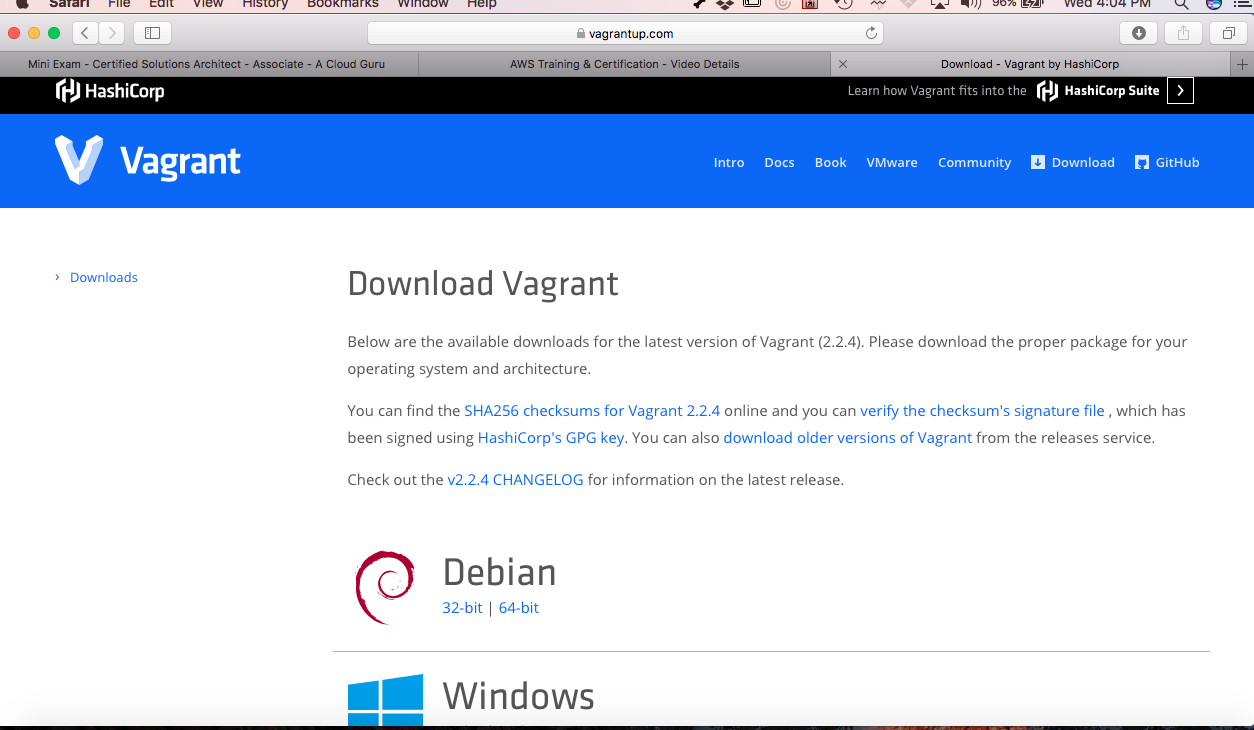 Safari File Edit View History Bookmarks Window Help 96% Wed 4:04 PM
vagrantup.com
Mini Exam - Certified Solutions Architect - Associate - A Cloud Guru AWS Training & Certification - Video Details Download - Vagrant by HashiCorp
HashiCorp Learn how Vagrant fits into the HashiCorp Suite
Vagrant Intro Docs Book VMware Community Download GitHub
Downloads
Download Vagrant
Below are the available downloads for the latest version of Vagrant (2.2.4). Please download the proper package for your
operating system and architecture.
You can find the SHA256 checksums for Vagrant 2.2.4 online and you can verify the checksum's signature file , which has
been signed using HashiCorp's GPG key. You can also download older versions of Vagrant from the releases service.
Check out the v2.2.4 CHANGELOG for information on the latest release.
Debian
32-bit | 64-bit
Windows